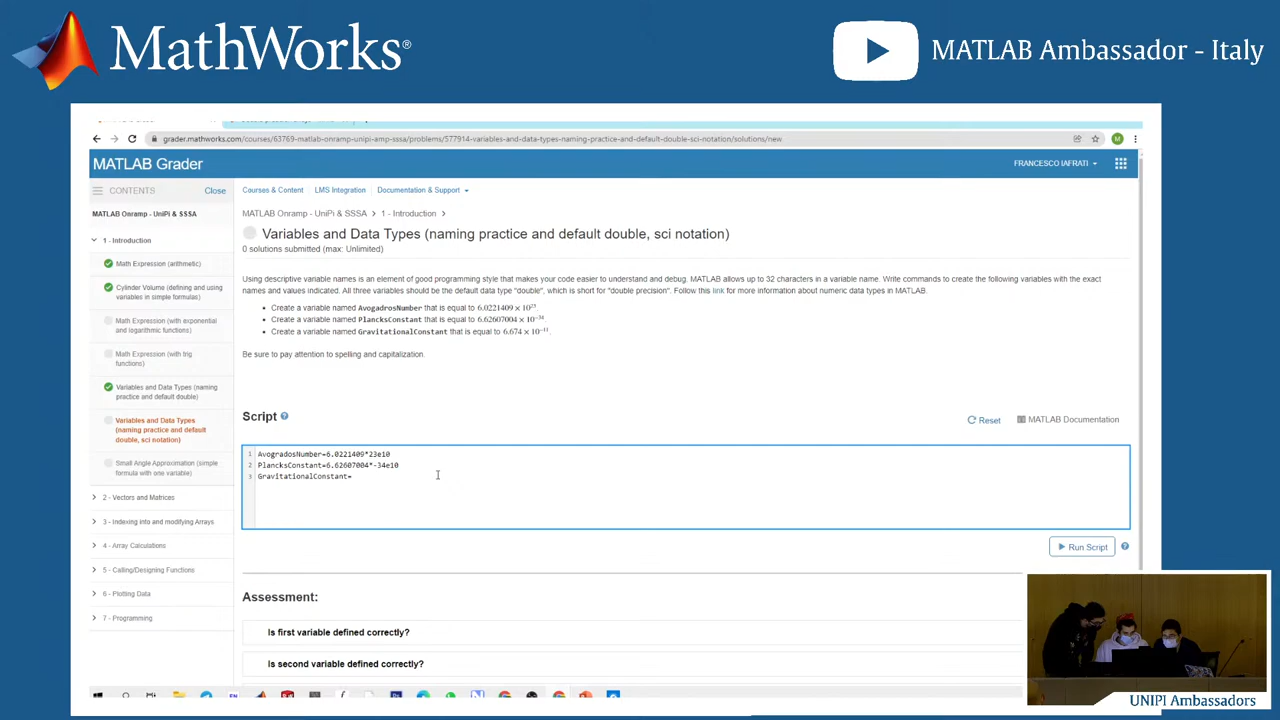 MathWorks®
MATLAB Ambassador - Italy
grader.mathworks.com/courses/63769-matlab-onramp-unipi-amp-sssa/problems/577914-variables-and-data-types-naming-practice-and-default-double-sci-notation/solutions/new
M
MATLAB Grader
FRANCESCO IAFRATI
CONTENTS
Close
Courses & Content
LMS Integration
Documentation & Support
MATLAB Onramp - UniPi & SSSA
MATLAB Onramp - UniPi & SSSA > 1 - Introduction >
1 - Introduction
Math Expression (arithmetic)
Cylinder Volume (defining and using
variables in simple formulas)
Math Expression (with exponential
and logarithmic functions)
Math Expression (with trig
functions)
Variables and Data Types (naming
practice and default double)
Variables and Data Types
(naming practice and default
double, sci notation)
Small Angle Approximation (simple
formula with one variable)
2 - Vectors and Matrices
3 - Indexing into and modifying Arrays
4 - Array Calculations
5 - Calling/Designing Functions
6 - Plotting Data
7 - Programming
Variables and Data Types (naming practice and default double, sci notation)
0 solutions submitted (max: Unlimited)
Using descriptive variable names is an element of good programming style that makes your code easier to understand and debug. MATLAB allows up to 32 characters in a variable name. Write commands to create the following variables with the exact
names and values indicated. All three variables should be the default data type "double", which is short for "double precision". Follow this link for more information about numeric data types in MATLAB.
• Create a variable named AvogadrosNumber that is equal to 6.0221409 × 10²³.
• Create a variable named PlancksConstant that is equal to 6.62607004 × 10⁻³⁴
• Create a variable named GravitationalConstant that is equal to 6.674 × 10⁻¹¹.
Be sure to pay attention to spelling and capitalization.
Script
Reset
MATLAB Documentation
1 AvogradosNumber=6.0221409*23e10
2 PlancksConstant=6.62607004*-34e10
3 GravitationalConstant=
Run Script
Assessment:
Is first variable defined correctly?
Is second variable defined correctly?
UNIPI Ambassadors